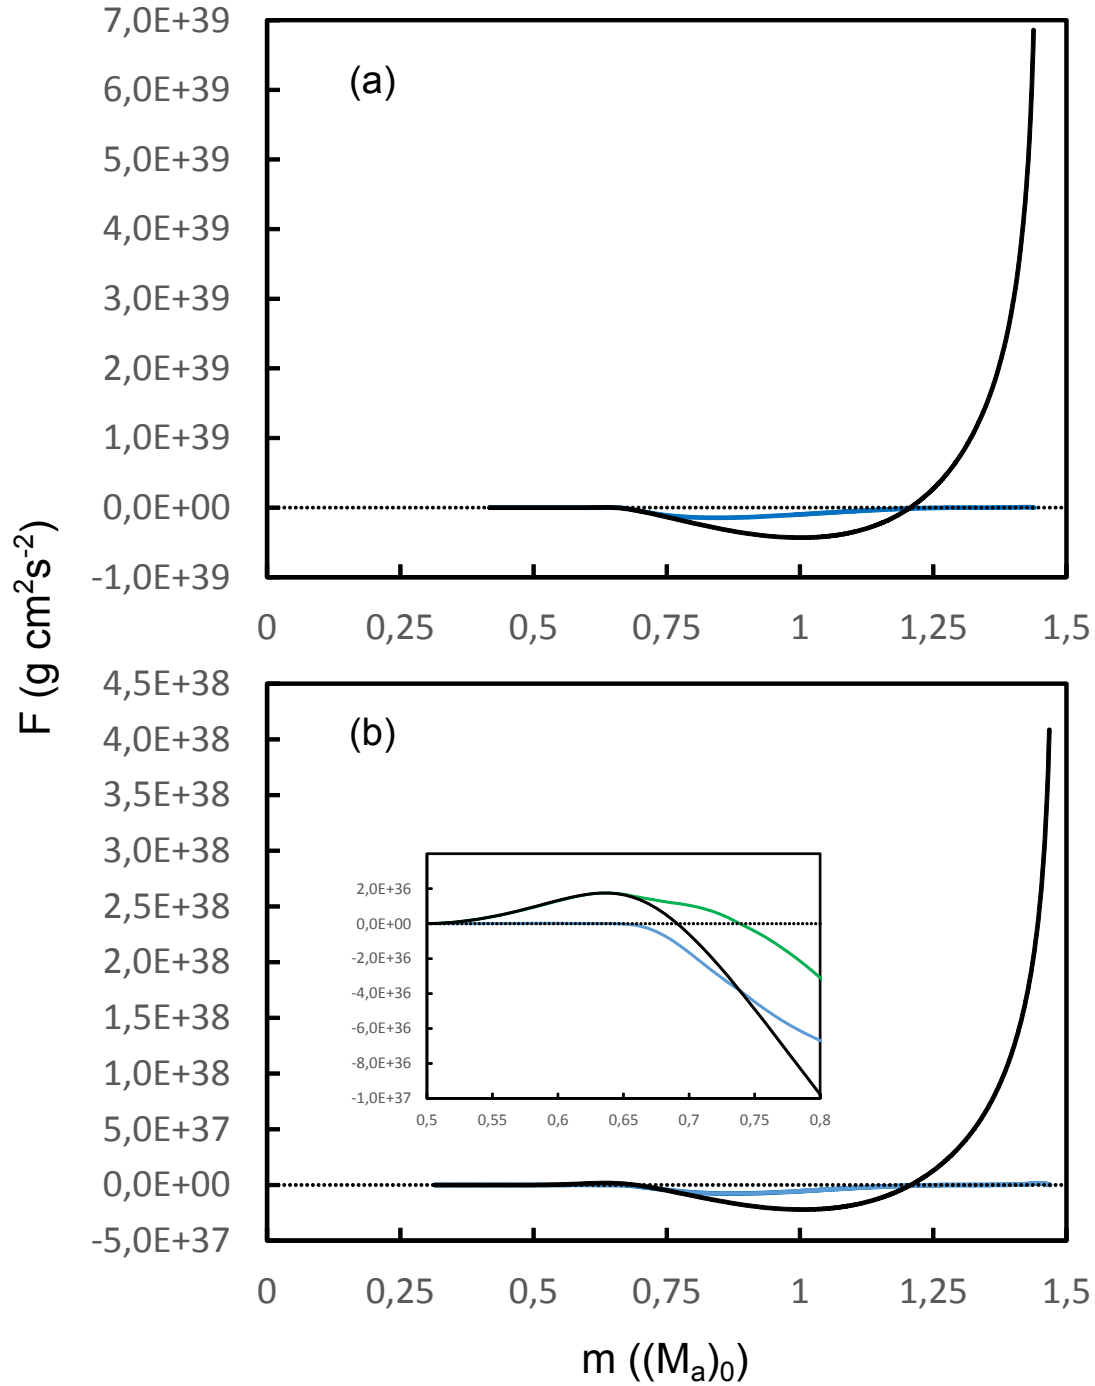 F (g cm²s⁻²)
(a)
7,0E+39
6,0E+39
5,0E+39
4,0E+39
3,0E+39
2,0E+39
1,0E+39
0,0E+00
-1,0E+39
0 0,25 0,5 0,75 1 1,25 1,5
(b)
4,5E+38
4,0E+38
3,5E+38
3,0E+38
2,5E+38
2,0E+38
1,5E+38
1,0E+38
5,0E+37
0,0E+00
-5,0E+37
2,0E+36
0,0E+00
-2,0E+36
-4,0E+36
-6,0E+36
-8,0E+36
-1,0E+37
0,5 0,55 0,6 0,65 0,7 0,75 0,8
0 0,25 0,5 0,75 1 1,25 1,5
m ((Mₐ)₀)